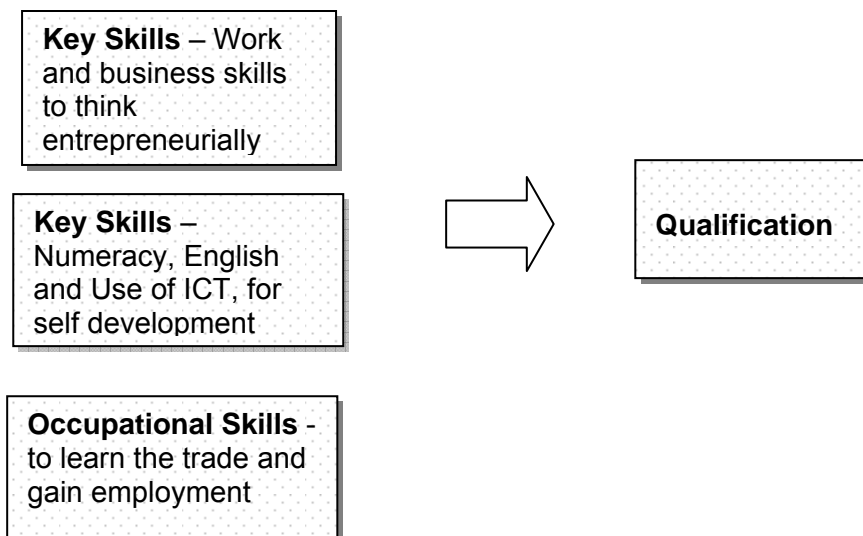 Key Skills – Work
and business skills
to think
entrepreneurially
Key Skills –
Numeracy, English
and Use of ICT, for
self development
Occupational Skills -
to learn the trade and
gain employment
Qualification